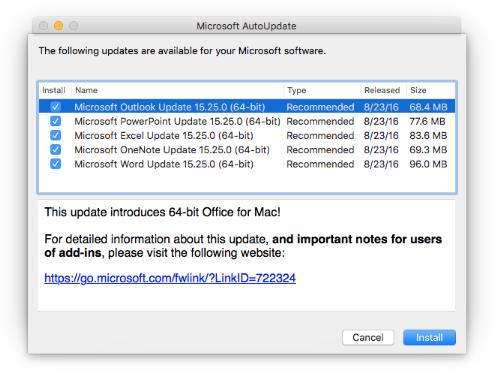 Microsoft AutoUpdate
The following updates are available for your Microsoft software.
Install Name Type Released Size
Microsoft Outlook Update 15.25.0 (64-bit) Recommended 8/23/16 68.4 MB
Microsoft PowerPoint Update 15.25.0 (64-bit) Recommended 8/23/16 77.6 MB
Microsoft Excel Update 15.25.0 (64-bit) Recommended 8/23/16 83.6 MB
Microsoft OneNote Update 15.25.0 (64-bit) Recommended 8/23/16 69.3 MB
Microsoft Word Update 15.25.0 (64-bit) Recommended 8/23/16 96.0 MB
This update introduces 64-bit Office for Mac!
For detailed information about this update, and important notes for users
of add-ins, please visit the following website:
https://go.microsoft.com/fwlink/?LinkID=722324
Cancel Install